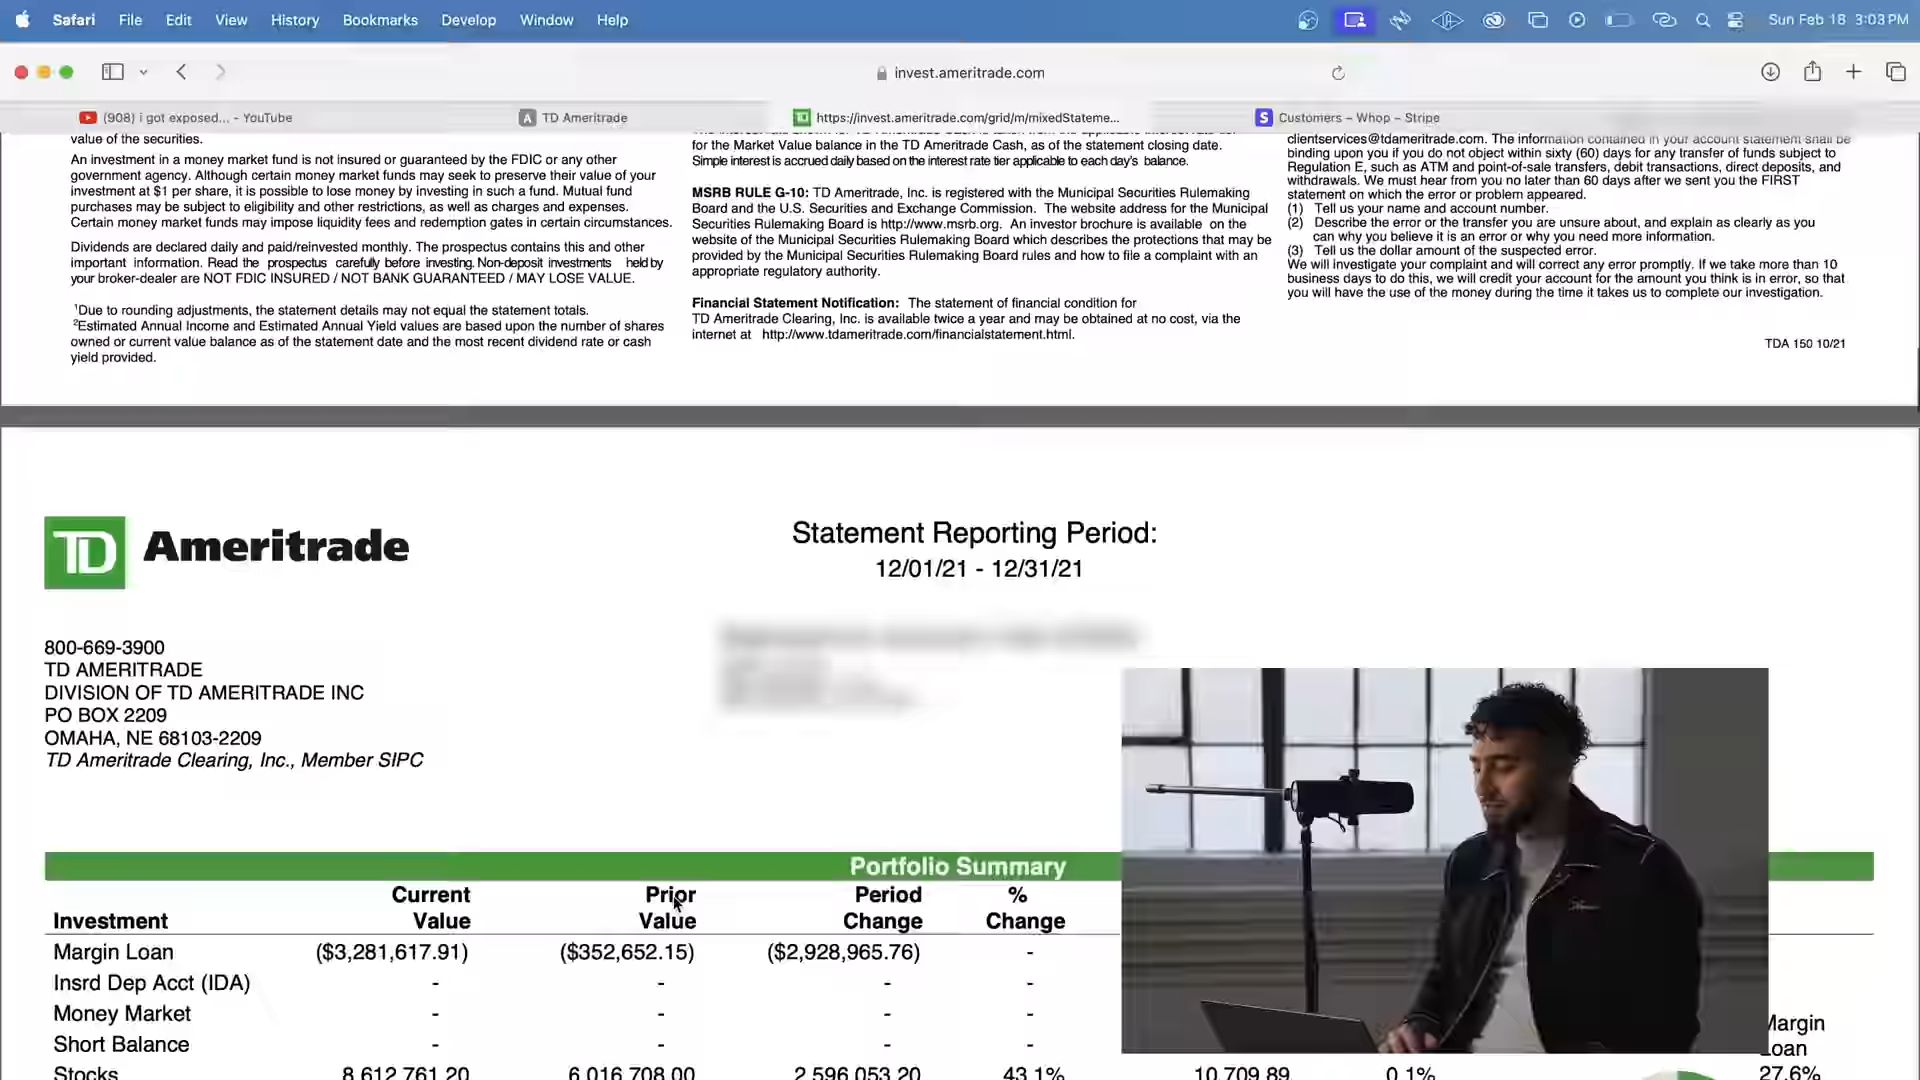 Safari File Edit View History Bookmarks Develop Window Help Sun Feb 18 3:03 PM
invest.ameritrade.com
(908) i got exposed... - YouTube
A TD Ameritrade
TD https://invest.ameritrade.com/grid/m/mixedStateme...
S Customers – Whop – Stripe
value of the securities.
An investment in a money market fund is not insured or guaranteed by the FDIC or any other
government agency. Although certain money market funds may seek to preserve their value of your
investment at $1 per share, it is possible to lose money by investing in such a fund. Mutual fund
purchases may be subject to eligibility and other restrictions, as well as charges and expenses.
Certain money market funds may impose liquidity fees and redemption gates in certain circumstances.
Dividends are declared daily and paid/reinvested monthly. The prospectus contains this and other
important information. Read the prospectus carefully before investing. Non-deposit investments held by
your broker-dealer are NOT FDIC INSURED / NOT BANK GUARANTEED / MAY LOSE VALUE.
¹Due to rounding adjustments, the statement details may not equal the statement totals.
²Estimated Annual Income and Estimated Annual Yield values are based upon the number of shares
owned or current value balance as of the statement date and the most recent dividend rate or cash
yield provided.
for the Market Value balance in the TD Ameritrade Cash, as of the statement closing date.
Simple interest is accrued daily based on the interest rate tier applicable to each day's balance.
MSRB RULE G-10: TD Ameritrade, Inc. is registered with the Municipal Securities Rulemaking
Board and the U.S. Securities and Exchange Commission. The website address for the Municipal
Securities Rulemaking Board is http://www.msrb.org. An investor brochure is available on the
website of the Municipal Securities Rulemaking Board which describes the protections that may be
provided by the Municipal Securities Rulemaking Board rules and how to file a complaint with an
appropriate regulatory authority.
Financial Statement Notification: The statement of financial condition for
TD Ameritrade Clearing, Inc. is available twice a year and may be obtained at no cost, via the
internet at http://www.tdameritrade.com/financialstatement.html.
clientservices@tdameritrade.com. The information contained in your account statement shall be
binding upon you if you do not object within sixty (60) days for any transfer of funds subject to
Regulation E, such as ATM and point-of-sale transfers, debit transactions, direct deposits, and
withdrawals. We must hear from you no later than 60 days after we sent you the FIRST
statement on which the error or problem appeared.
(1) Tell us your name and account number.
(2) Describe the error or the transfer you are unsure about, and explain as clearly as you
can why you believe it is an error or why you need more information.
(3) Tell us the dollar amount of the suspected error.
We will investigate your complaint and will correct any error promptly. If we take more than 10
business days to do this, we will credit your account for the amount you think is in error, so that
you will have the use of the money during the time it takes us to complete our investigation.
TDA 150 10/21
TD Ameritrade
Statement Reporting Period:
12/01/21 - 12/31/21
800-669-3900
TD AMERITRADE
DIVISION OF TD AMERITRADE INC
PO BOX 2209
OMAHA, NE 68103-2209
TD Ameritrade Clearing, Inc., Member SIPC
Portfolio Summary
Investment Current Value Prior Value Period Change % Change
Margin Loan ($3,281,617.91) ($352,652.15) ($2,928,965.76) -
Insrd Dep Acct (IDA) - - - -
Money Market - - - -
Short Balance - - - -
Stocks 8,612,761.20 6,016,708.00 2,596,053.20 43.1% 10,709.89 0.1%
Margin
Loan
27.6%